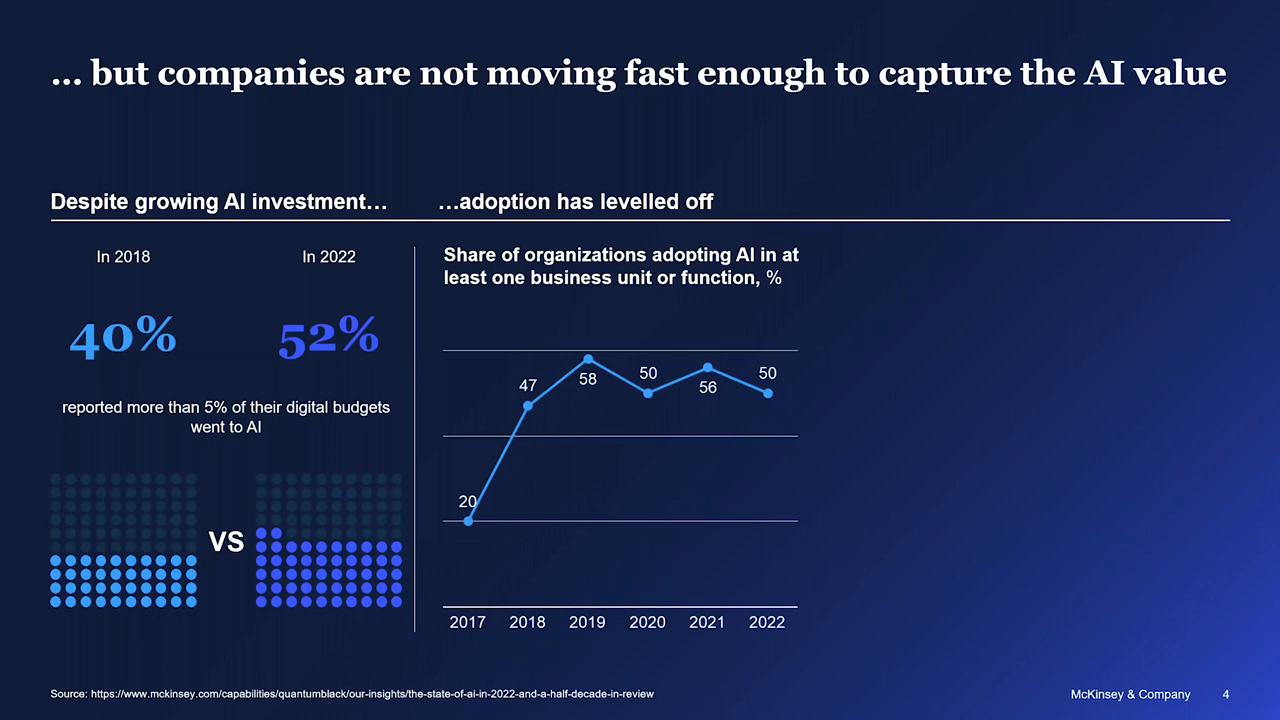 ... but companies are not moving fast enough to capture the AI value
Despite growing AI investment…
…adoption has levelled off
In 2018
In 2022
40%
52%
reported more than 5% of their digital budgets
went to AI
VS
Share of organizations adopting AI in at
least one business unit or function, %
20
47
58
50
56
50
2017 2018 2019 2020 2021 2022
Source: https://www.mckinsey.com/capabilities/quantumblack/our-insights/the-state-of-ai-in-2022-and-a-half-decade-in-review
McKinsey & Company 4